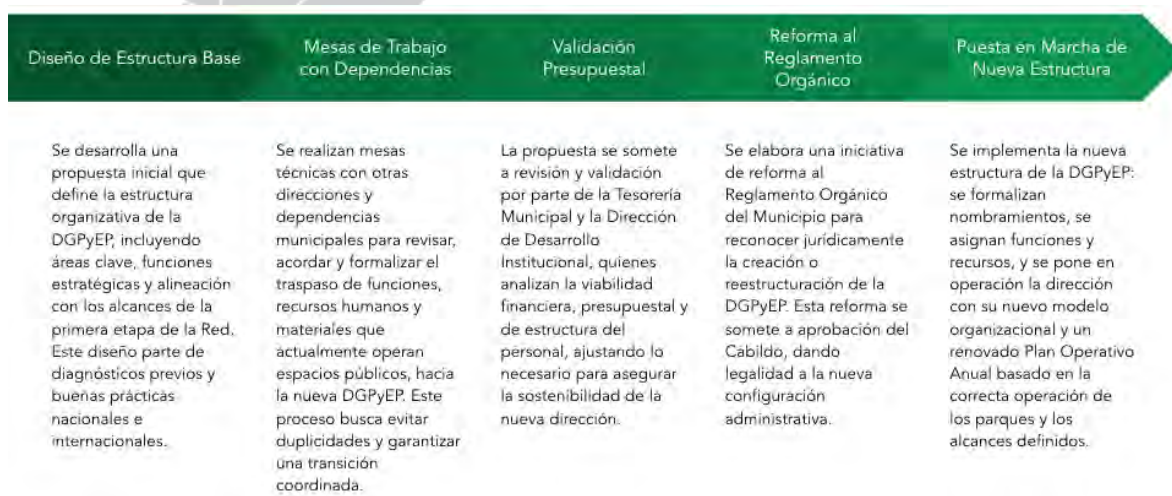 Diseño de Estructura Base
Mesas de Trabajo
con Dependencias
Validación
Presupuestal
Reforma al
Reglamento
Orgánico
Puesta en Marcha de
Nueva Estructura
Se desarrolla una
propuesta inicial que
define la estructura
organizativa de la
DGPyEP, incluyendo
áreas clave, funciones
estratégicas y alineación
con los alcances de la
primera etapa de la Red.
Este diseño parte de
diagnósticos previos y
buenas prácticas
nacionales e
internacionales.
Se realizan mesas
técnicas con otras
direcciones y
dependencias
municipales para revisar,
acordar y formalizar el
traspaso de funciones,
recursos humanos y
materiales que
actualmente operan
espacios públicos, hacia
la nueva DGPyEP. Este
proceso busca evitar
duplicidades y garantizar
una transición
coordinada.
La propuesta se somete
a revisión y validación
por parte de la Tesorería
Municipal y la Dirección
de Desarrollo
Institucional, quienes
analizan la viabilidad
financiera, presupuestal y
de estructura del
personal, ajustando lo
necesario para asegurar
la sostenibilidad de la
nueva dirección.
Se elabora una iniciativa
de reforma al
Reglamento Orgánico
del Municipio para
reconocer jurídicamente
la creación o
reestructuración de la
DGPyEP. Esta reforma se
somete a aprobación del
Cabildo, dando
legalidad a la nueva
configuración
administrativa.
Se implementa la nueva
estructura de la DGPyEP:
se formalizan
nombramientos, se
asignan funciones y
recursos, y se pone en
operación la dirección
con su nuevo modelo
organizacional y un
renovado Plan Operativo
Anual basado en la
correcta operación de
los parques y los
alcances definidos.